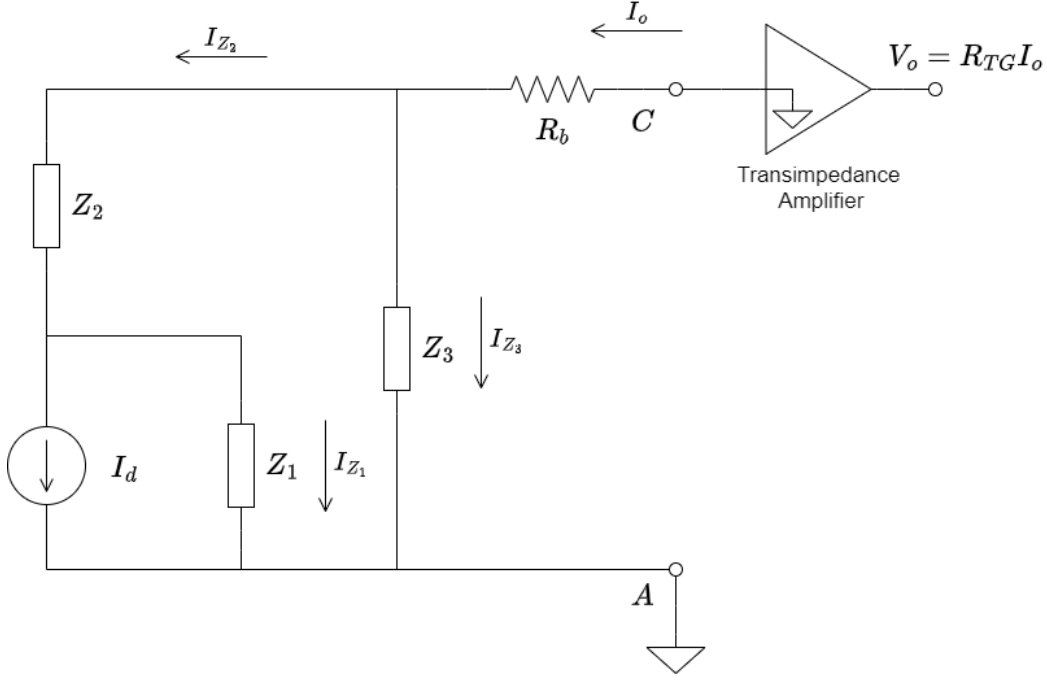 I_{Z_2}
I_o
V_o = R_{TG}I_o
C
R_b
Transimpedance
Amplifier
Z_2
Z_3
I_{Z_3}
I_d
Z_1
I_{Z_1}
A